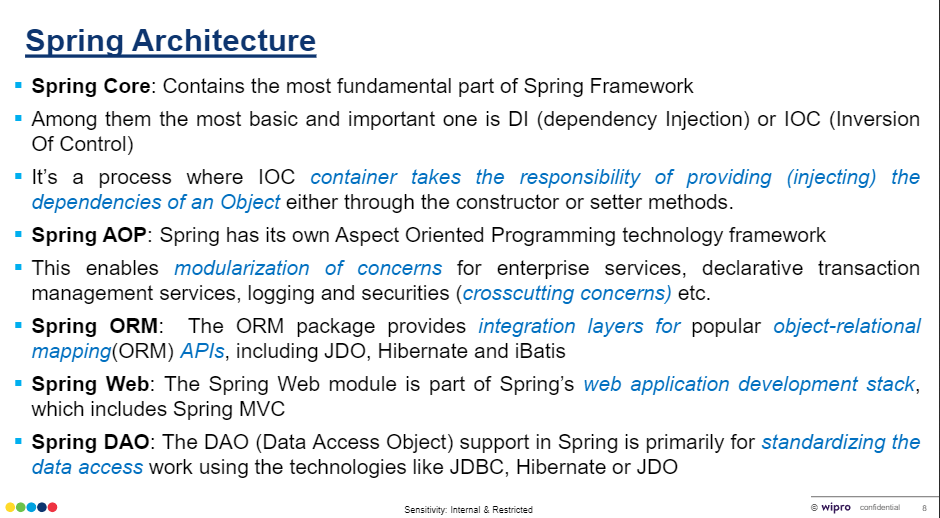 Spring Architecture
▪ Spring Core: Contains the most fundamental part of Spring Framework
▪ Among them the most basic and important one is DI (dependency Injection) or IOC (Inversion
Of Control)
▪ It's a process where IOC container takes the responsibility of providing (injecting) the
dependencies of an Object either through the constructor or setter methods.
▪ Spring AOP: Spring has its own Aspect Oriented Programming technology framework
▪ This enables modularization of concerns for enterprise services, declarative transaction
management services, logging and securities (crosscutting concerns) etc.
▪ Spring ORM: The ORM package provides integration layers for popular object-relational
mapping(ORM) APIs, including JDO, Hibernate and iBatis
▪ Spring Web: The Spring Web module is part of Spring's web application development stack,
which includes Spring MVC
▪ Spring DAO: The DAO (Data Access Object) support in Spring is primarily for standardizing the
data access work using the technologies like JDBC, Hibernate or JDO
Sensitivity: Internal & Restricted
© wipro confidential 8